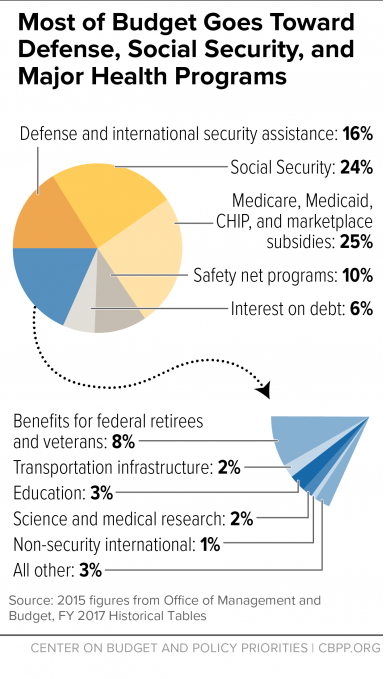 Most of Budget Goes Toward
Defense, Social Security, and
Major Health Programs
Defense and international security assistance: 16%
Social Security: 24%
Medicare, Medicaid,
CHIP, and marketplace
subsidies: 25%
Safety net programs: 10%
Interest on debt: 6%
Benefits for federal retirees
and veterans: 8%
Transportation infrastructure: 2%
Education: 3%
Science and medical research: 2%
Non-security international: 1%
All other: 3%
Source: 2015 figures from Office of Management and
Budget, FY 2017 Historical Tables
CENTER ON BUDGET AND POLICY PRIORITIES | CBPP.ORG